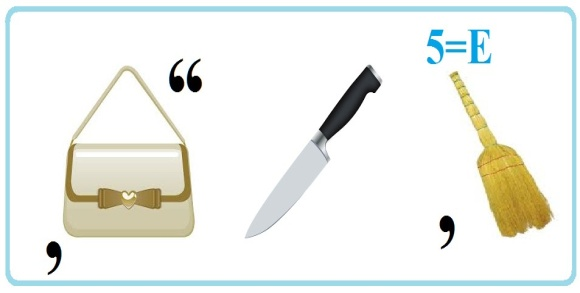 5=E
“
, ,